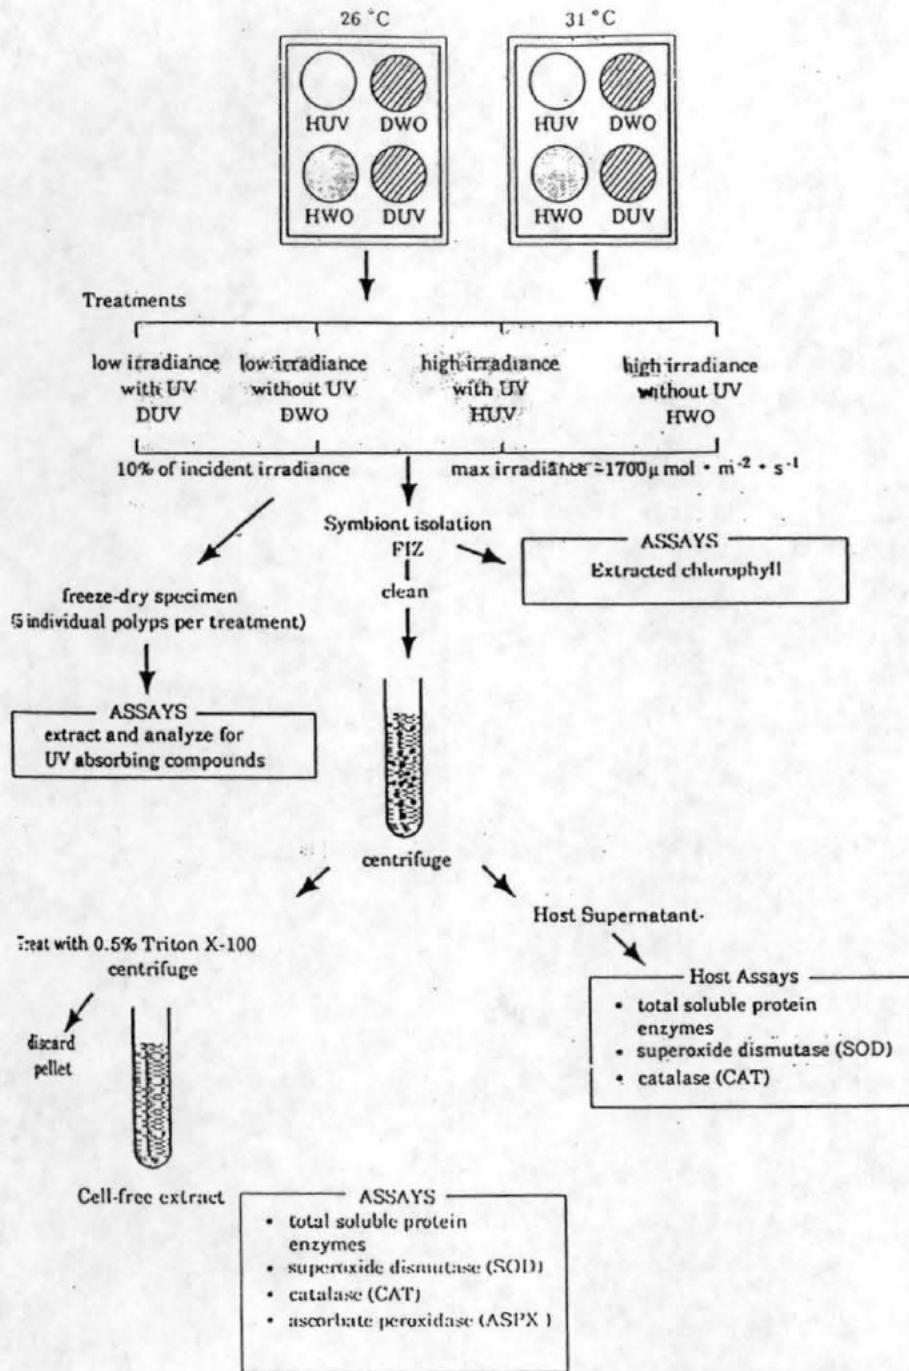 26 °C 31 °C
HUV DWO HUV DWO
HWO DUV HWO DUV
Treatments
low irradiance with UV DUV
low irradiance without UV DWO
high irradiance with UV HUV
high irradiance without UV HWO
10% of incident irradiance
max irradiance ~1700 μ mol • m⁻² • s⁻¹
Symbiont isolation
FIZ
clean
ASSAYS
Extracted chlorophyll
freeze-dry specimen
(5 individual polyps per treatment)
ASSAYS
extract and analyze for
UV absorbing compounds
centrifuge
Host Supernatant
Treat with 0.5% Triton X-100
centrifuge
discard
pellet
Host Assays
• total soluble protein
enzymes
• superoxide dismutase (SOD)
• catalase (CAT)
Cell-free extract
ASSAYS
• total soluble protein
enzymes
• superoxide dismutase (SOD)
• catalase (CAT)
• ascorbate peroxidase (ASPX )